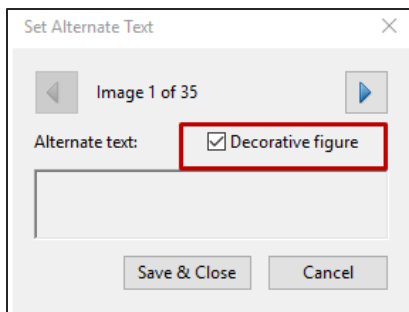 Set Alternate Text
Image 1 of 35
Alternate text: Decorative figure
Save & Close Cancel